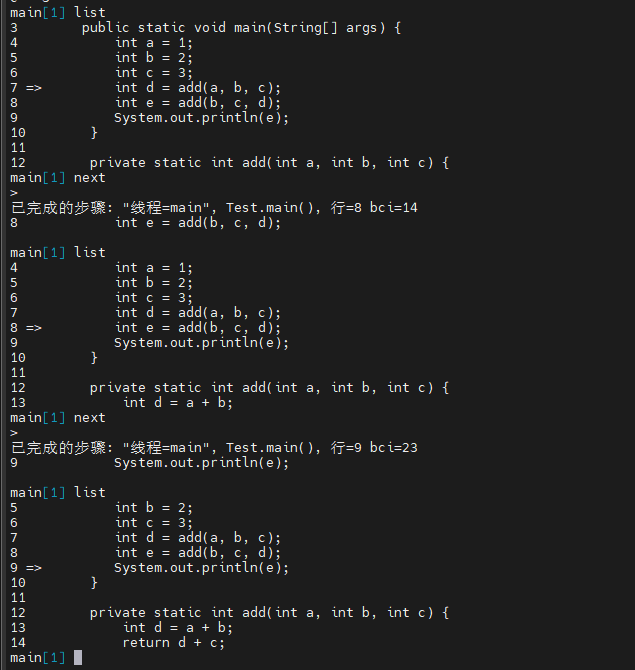 main[1] list
3        public static void main(String[] args) {
4            int a = 1;
5            int b = 2;
6            int c = 3;
7 =>         int d = add(a, b, c);
8            int e = add(b, c, d);
9            System.out.println(e);
10        }
11
12        private static int add(int a, int b, int c) {
main[1] next
>
已完成的步骤: "线程=main", Test.main(), 行=8 bci=14
8            int e = add(b, c, d);
main[1] list
4            int a = 1;
5            int b = 2;
6            int c = 3;
7            int d = add(a, b, c);
8 =>         int e = add(b, c, d);
9            System.out.println(e);
10        }
11
12        private static int add(int a, int b, int c) {
13            int d = a + b;
main[1] next
>
已完成的步骤: "线程=main", Test.main(), 行=9 bci=23
9            System.out.println(e);
main[1] list
5            int b = 2;
6            int c = 3;
7            int d = add(a, b, c);
8            int e = add(b, c, d);
9 =>         System.out.println(e);
10        }
11
12        private static int add(int a, int b, int c) {
13            int d = a + b;
14            return d + c;
main[1]